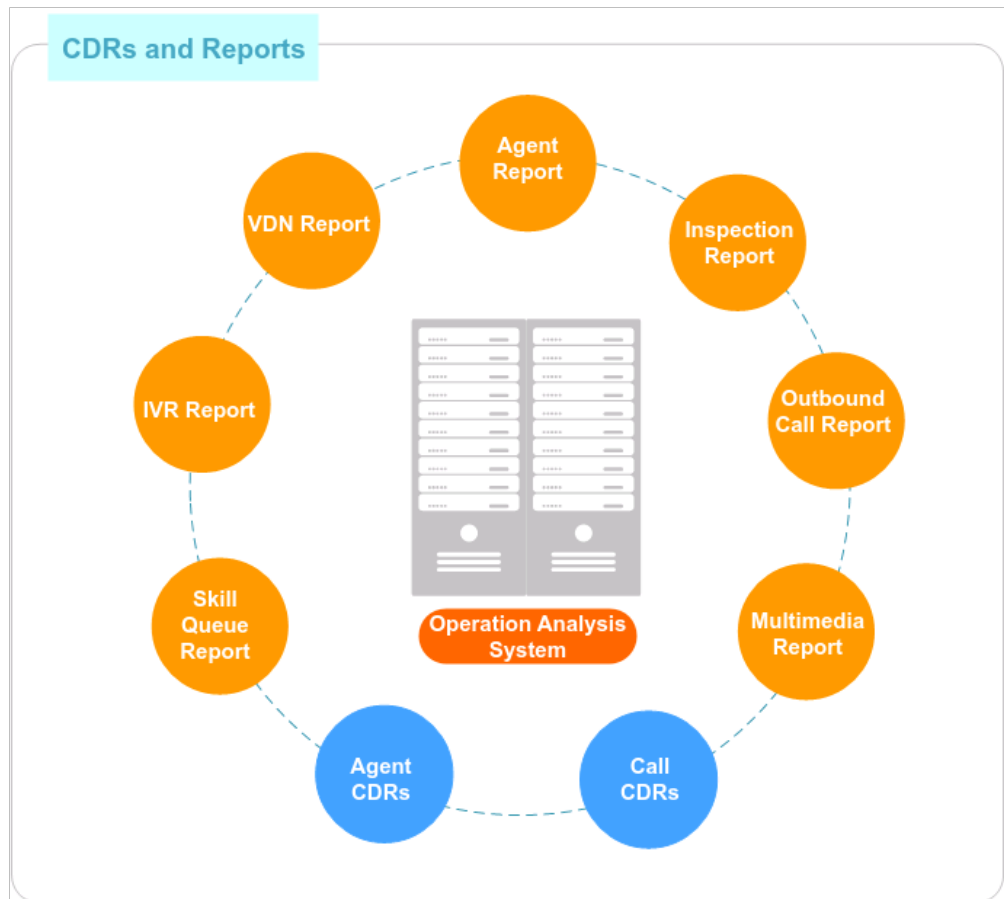 CDRs and Reports
Agent
Report
VDN Report
Inspection
Report
IVR Report
Outbound
Call Report
Skill
Queue
Report
Operation Analysis
System
Multimedia
Report
Agent
CDRs
Call
CDRs